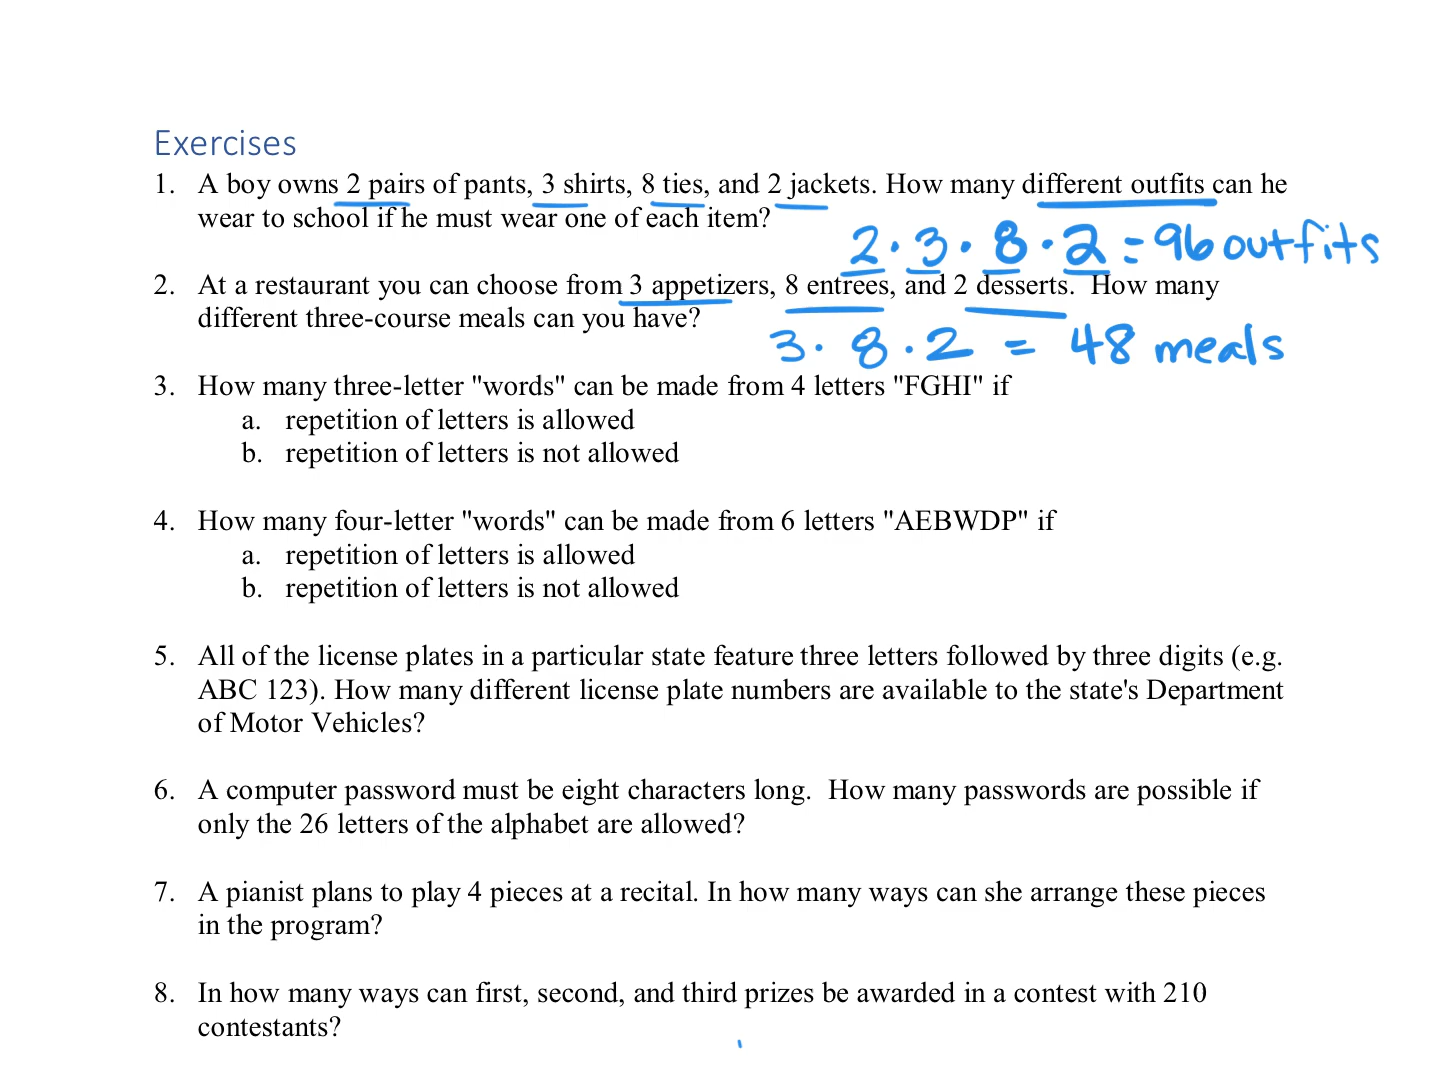 Exercises
1. A boy owns 2 pairs of pants, 3 shirts, 8 ties, and 2 jackets. How many different outfits can he
wear to school if he must wear one of each item?
2 · 3 · 8 · 2 = 96 outfits
2. At a restaurant you can choose from 3 appetizers, 8 entrees, and 2 desserts. How many
different three-course meals can you have?
3 · 8 · 2 = 48 meals
3. How many three-letter "words" can be made from 4 letters "FGHI" if
a. repetition of letters is allowed
b. repetition of letters is not allowed
4. How many four-letter "words" can be made from 6 letters "AEBWDP" if
a. repetition of letters is allowed
b. repetition of letters is not allowed
5. All of the license plates in a particular state feature three letters followed by three digits (e.g.
ABC 123). How many different license plate numbers are available to the state's Department
of Motor Vehicles?
6. A computer password must be eight characters long. How many passwords are possible if
only the 26 letters of the alphabet are allowed?
7. A pianist plans to play 4 pieces at a recital. In how many ways can she arrange these pieces
in the program?
8. In how many ways can first, second, and third prizes be awarded in a contest with 210
contestants?